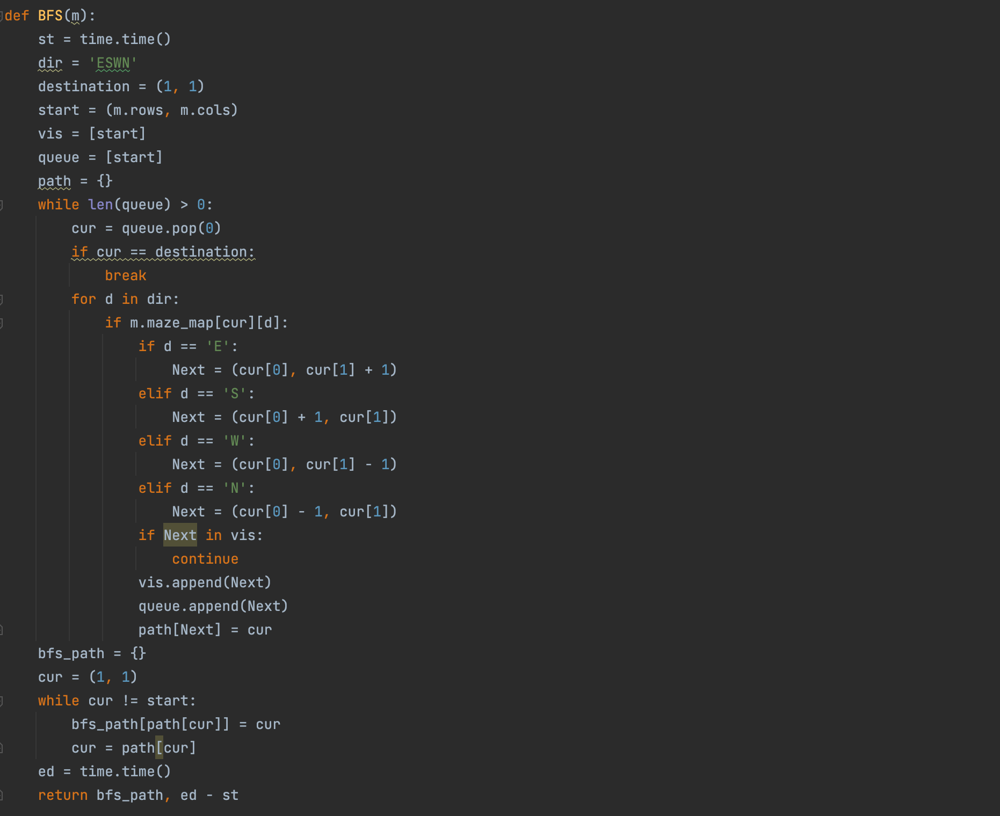 def BFS(m):
    st = time.time()
    dir = 'ESWN'
    destination = (1, 1)
    start = (m.rows, m.cols)
    vis = [start]
    queue = [start]
    path = {}
    while len(queue) > 0:
        cur = queue.pop(0)
        if cur == destination:
            break
        for d in dir:
            if m.maze_map[cur][d]:
                if d == 'E':
                    Next = (cur[0], cur[1] + 1)
                elif d == 'S':
                    Next = (cur[0] + 1, cur[1])
                elif d == 'W':
                    Next = (cur[0], cur[1] - 1)
                elif d == 'N':
                    Next = (cur[0] - 1, cur[1])
                if Next in vis:
                    continue
                vis.append(Next)
                queue.append(Next)
                path[Next] = cur
    bfs_path = {}
    cur = (1, 1)
    while cur != start:
        bfs_path[path[cur]] = cur
        cur = path[cur]
    ed = time.time()
    return bfs_path, ed - st